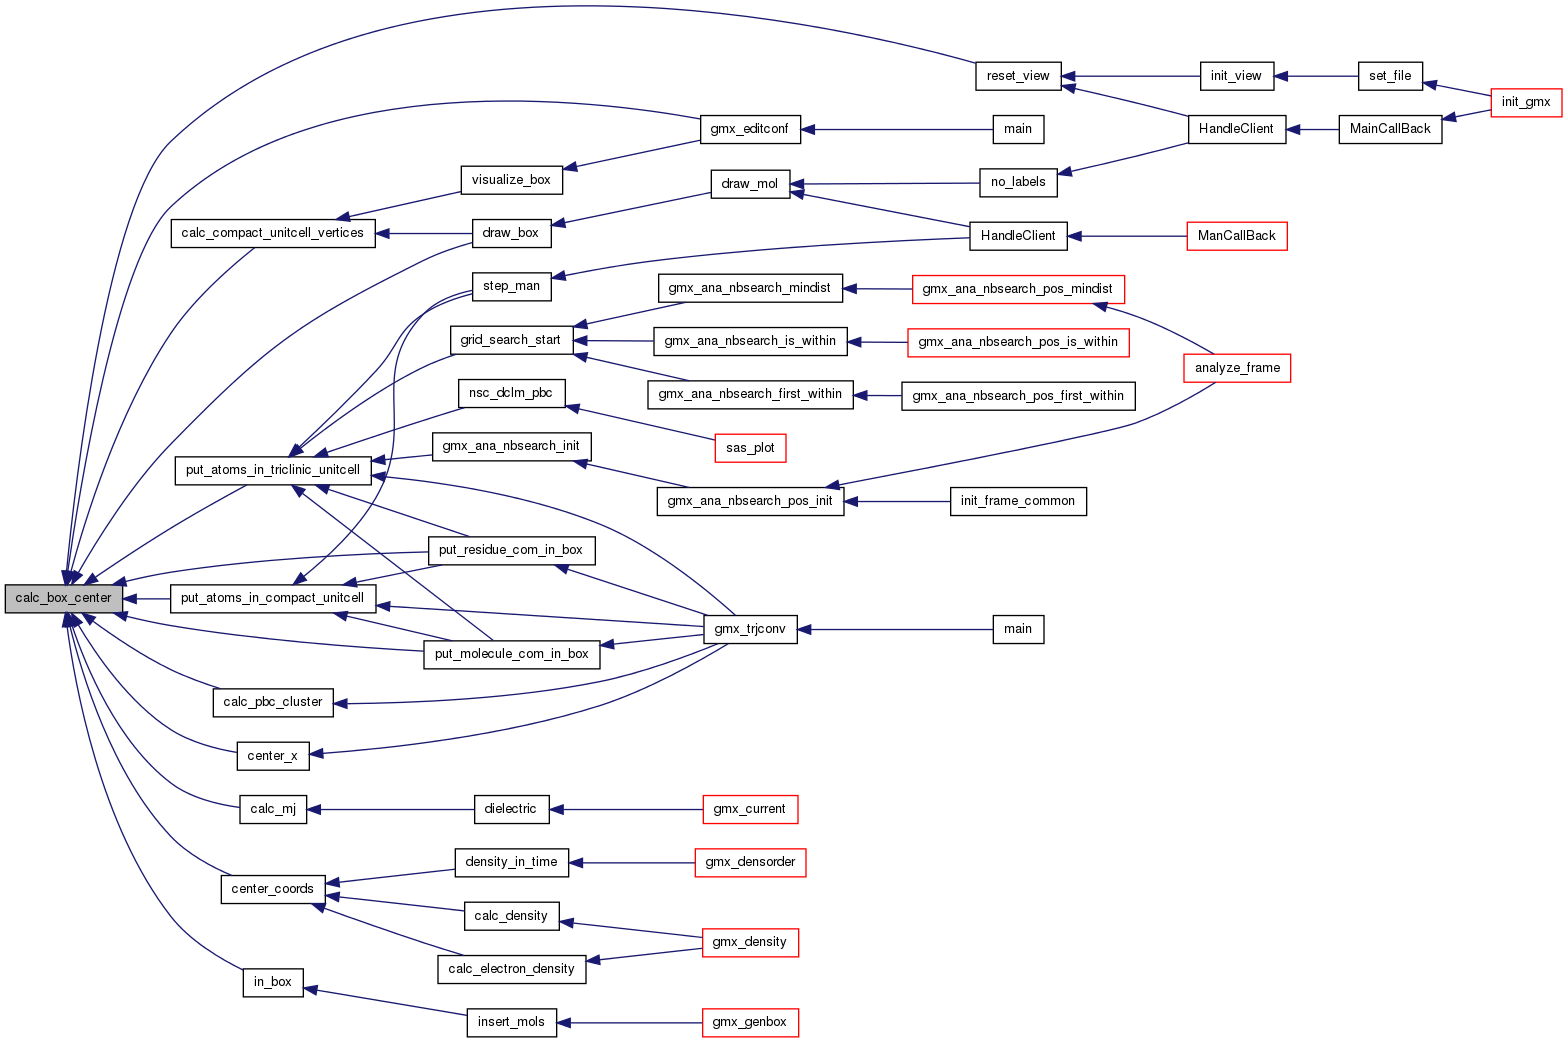 reset_view
init_view
set_file
init_gmx
gmx_editconf
main
HandleClient
MainCallBack
visualize_box
draw_mol
no_labels
calc_compact_unitcell_vertices
draw_box
HandleClient
ManCallBack
step_man
gmx_ana_nbsearch_mindist
gmx_ana_nbsearch_pos_mindist
grid_search_start
gmx_ana_nbsearch_is_within
gmx_ana_nbsearch_pos_is_within
analyze_frame
nsc_dclm_pbc
gmx_ana_nbsearch_first_within
gmx_ana_nbsearch_pos_first_within
gmx_ana_nbsearch_init
sas_plot
put_atoms_in_triclinic_unitcell
gmx_ana_nbsearch_pos_init
init_frame_common
put_residue_com_in_box
calc_box_center
put_atoms_in_compact_unitcell
gmx_trjconv
main
put_molecule_com_in_box
calc_pbc_cluster
center_x
calc_mj
dielectric
gmx_current
density_in_time
gmx_densorder
center_coords
calc_density
gmx_density
calc_electron_density
in_box
insert_mols
gmx_genbox